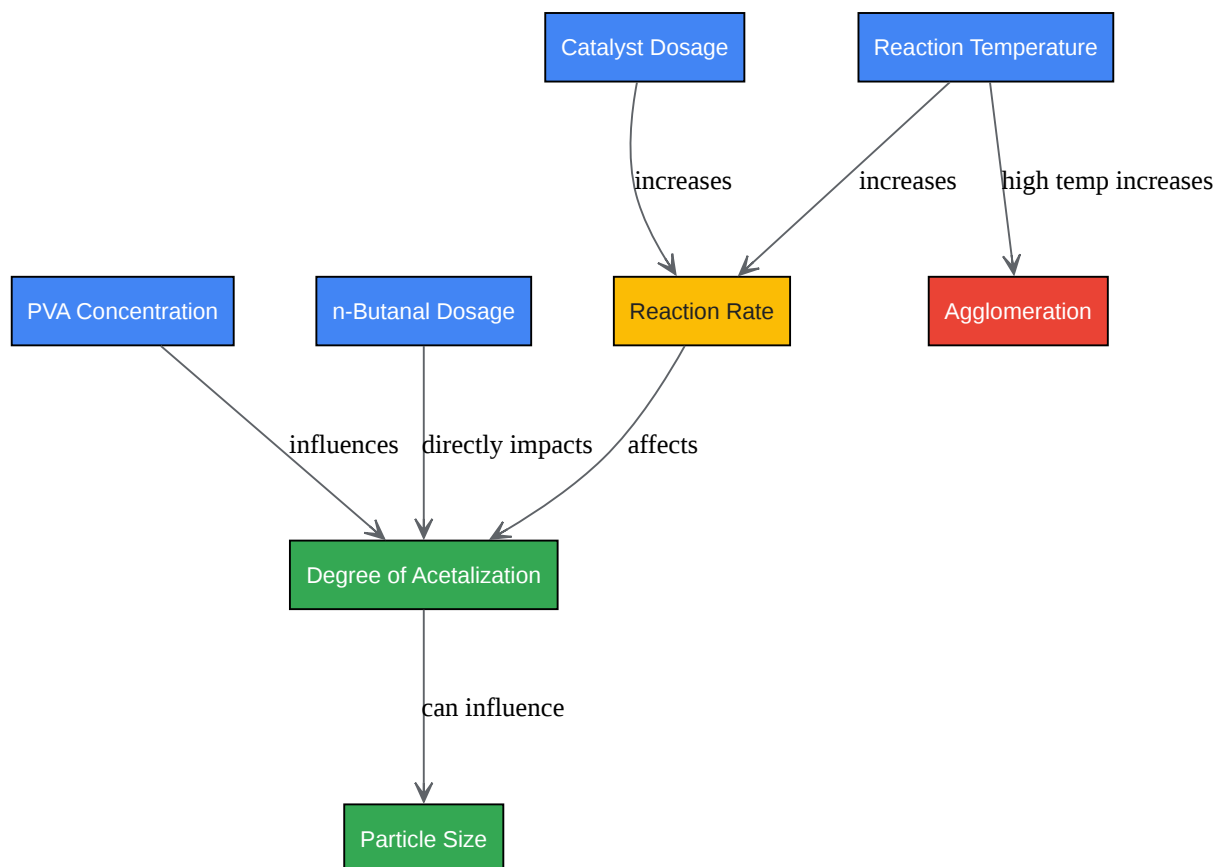 Catalyst Dosage
Reaction Temperature
increases
increases
high temp increases
PVA Concentration
n-Butanal Dosage
Reaction Rate
Agglomeration
influences
directly impacts
affects
Degree of Acetalization
can influence
Particle Size